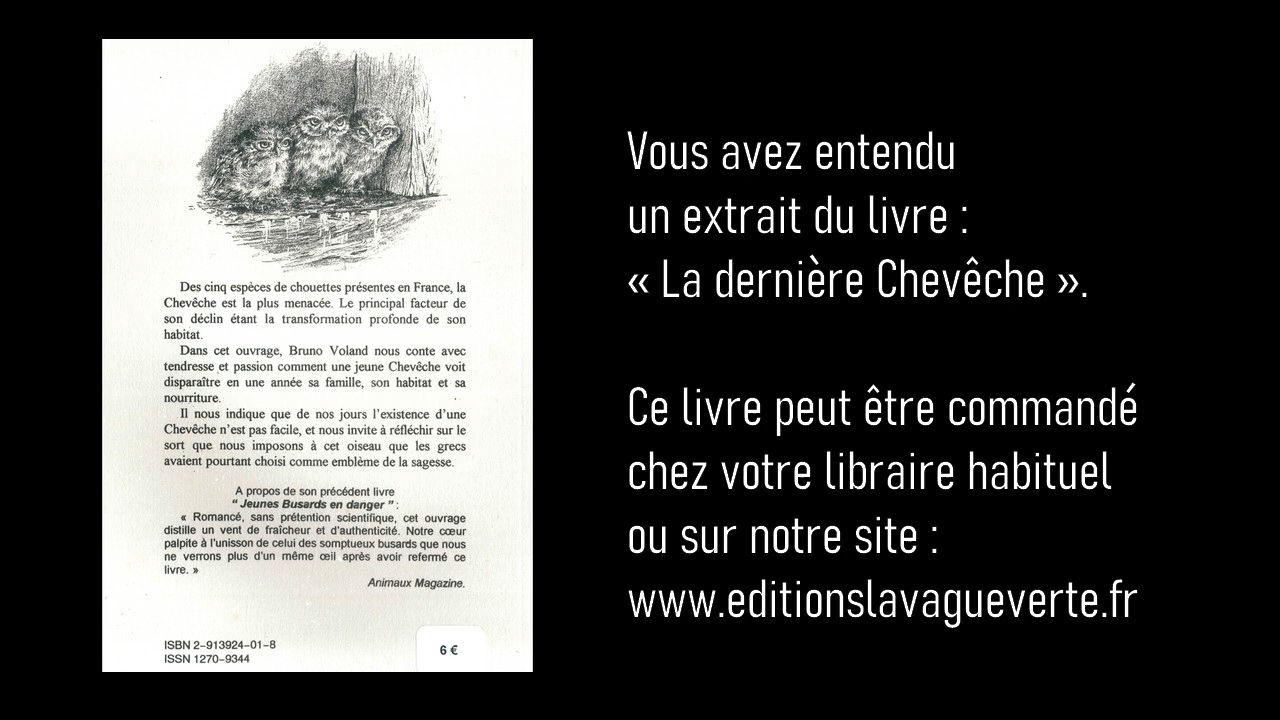 Des cinq espèces de chouettes présentes en France, la
Chevêche est la plus menacée. Le principal facteur de
son déclin étant la transformation profonde de son
habitat.
Dans cet ouvrage, Bruno Voland nous conte avec
tendresse et passion comment une jeune Chevêche voit
disparaître en une année sa famille, son habitat et sa
nourriture.
Il nous indique que de nos jours l'existence d'une
Chevêche n'est pas facile, et nous invite à réfléchir sur le
sort que nous imposons à cet oiseau que les grecs
avaient pourtant choisi comme emblème de la sagesse.
A propos de son précédent livre
" Jeunes Busards en danger " :
« Romancé, sans prétention scientifique, cet ouvrage
distille un vent de fraîcheur et d'authenticité. Notre cœur
palpite à l'unisson de celui des somptueux busards que nous
ne verrons plus d'un même œil après avoir refermé ce
livre. »
Animaux Magazine.
ISBN 2-913924-01-8
ISSN 1270-9344
6 €
Vous avez entendu
un extrait du livre :
« La dernière Chevêche ».
Ce livre peut être commandé
chez votre libraire habituel
ou sur notre site :
www.editionslavagueverte.fr